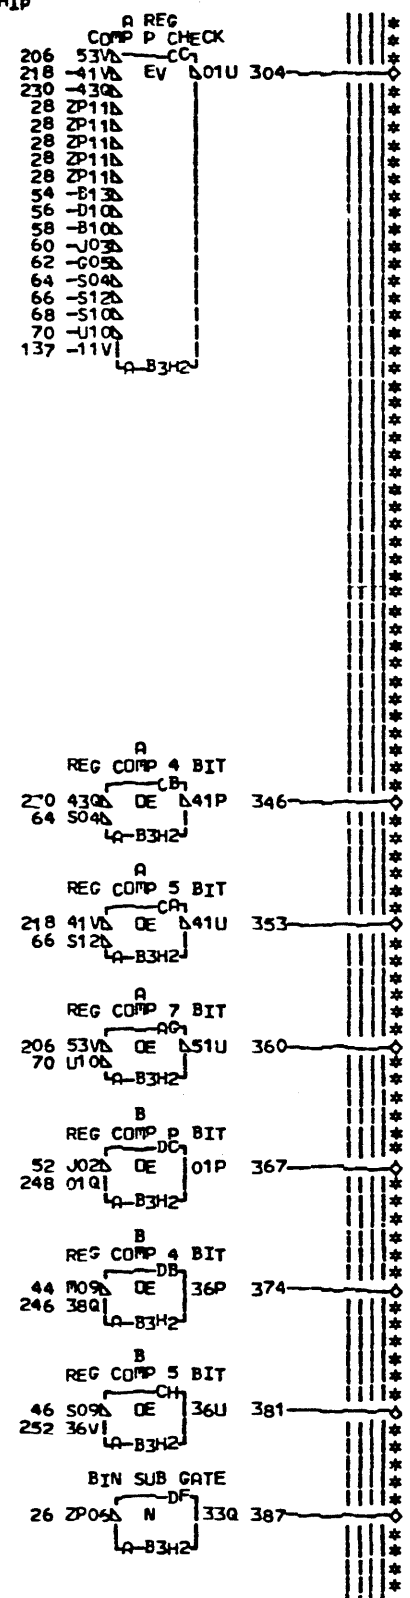 A REG
COMP P CHECK
206 53V CC
218 -41V EV 01U 304
230 -43Q
28 ZP11
28 ZP11
28 ZP11
28 ZP11
28 ZP11
54 -B13
56 -D10
58 -B10
60 -J03
62 -G05
64 -S04
66 -S12
68 -S10
70 -U10
137 -11V
A-B3H2
A
REG COMP 4 BIT
CB
43Q OE 41P 346
64 S04
A-B3H2
A
REG COMP 5 BIT
CA
218 41V OE 41U 353
66 S12
A-B3H2
A
REG COMP 7 BIT
AG
206 53V OE 51U 360
70 U10
A-B3H2
B
REG COMP P BIT
DC
52 J02 OE 01P 367
248 01Q
A-B3H2
B
REG COMP 4 BIT
DB
44 M09 OE 36P 374
246 38Q
A-B3H2
B
REG COMP 5 BIT
CH
46 S09 OE 36U 381
252 36V
A-B3H2
BIN SUB GATE
DF
26 ZP06 N 33Q 387
A-B3H2